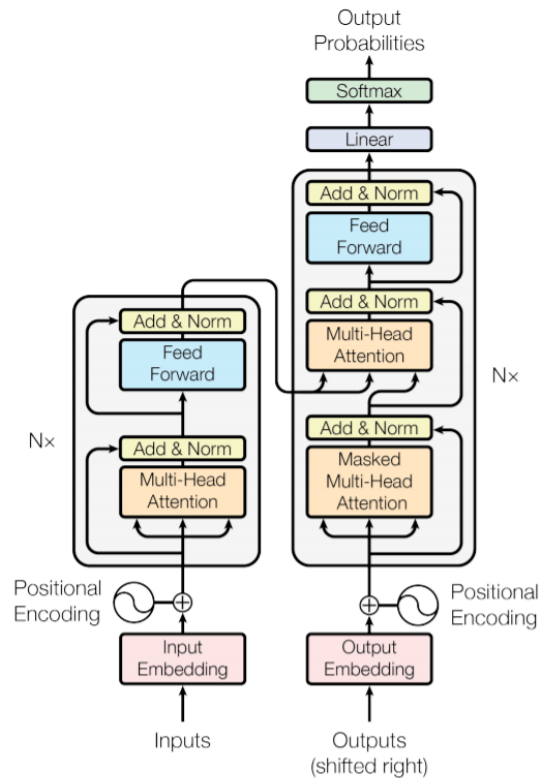 Output
Probabilities
Softmax
Linear
Add & Norm
Feed
Forward
Add & Norm
Multi-Head
Attention
Nx
Add & Norm
Masked
Multi-Head
Attention
Add & Norm
Feed
Forward
Nx
Add & Norm
Multi-Head
Attention
Positional
Encoding
Positional
Encoding
Input
Embedding
Output
Embedding
Inputs
Outputs
(shifted right)